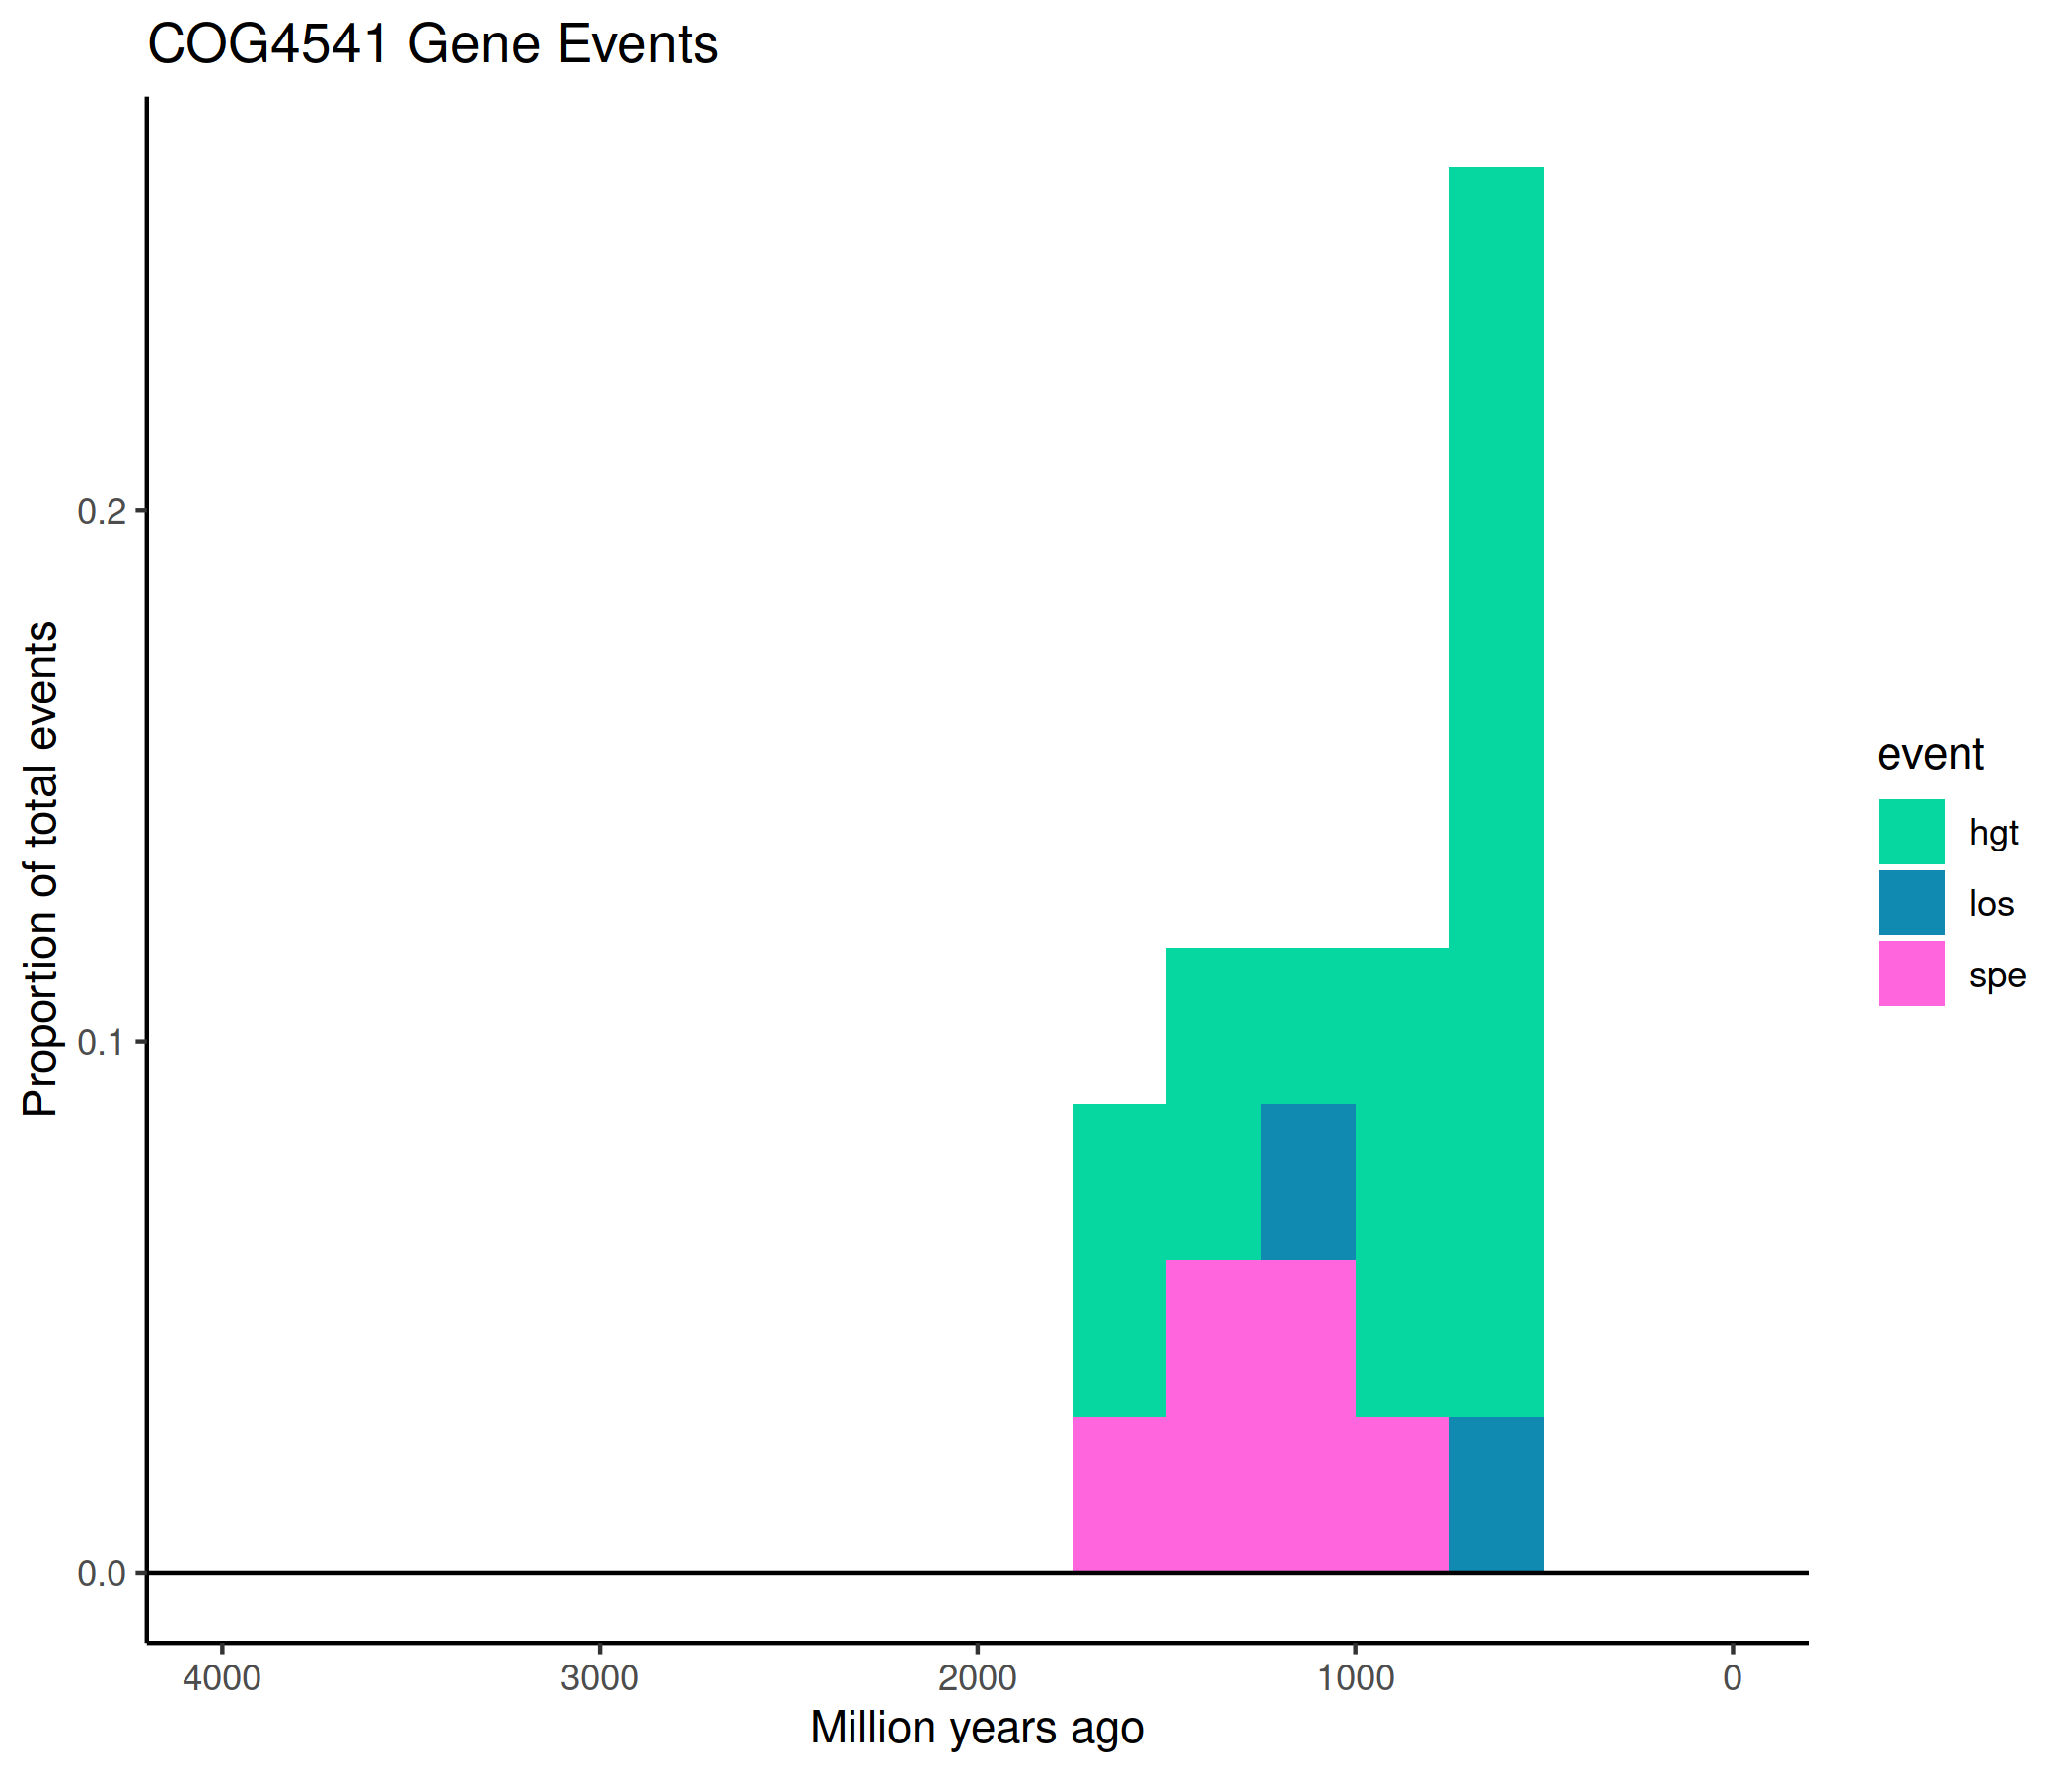 COG4541 Gene Events
Proportion of total events
0.2
0.1
0.0
4000 3000 2000 1000 0
Million years ago
event
hgt
los
spe